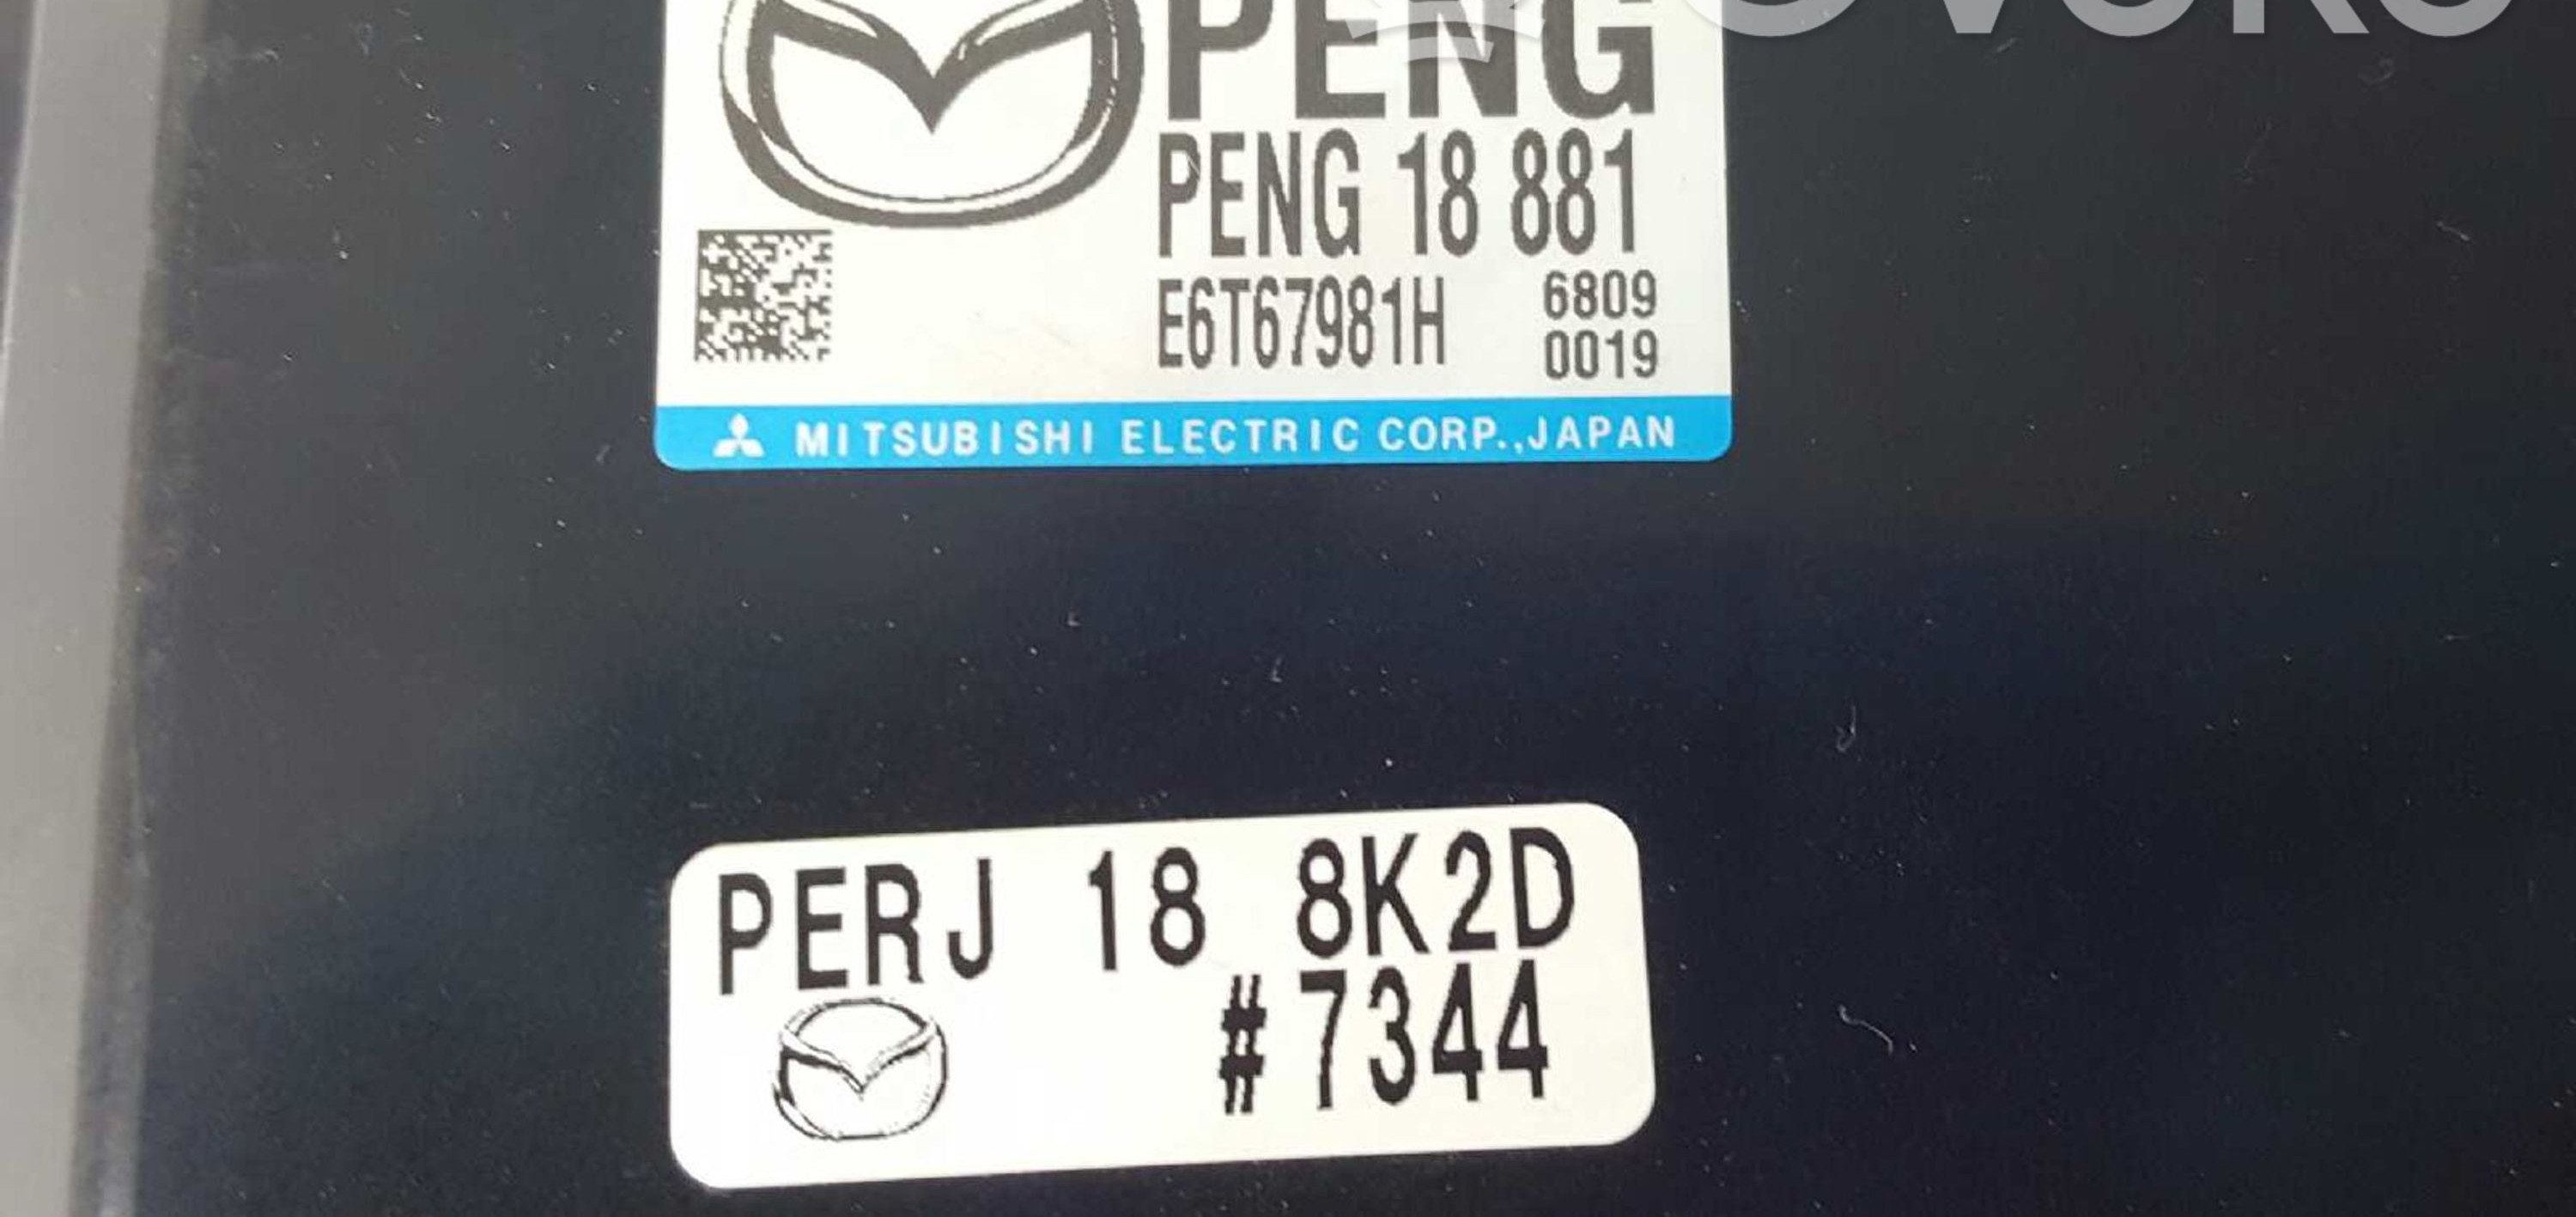 PENG
PENG 18 881
E6T67981H
6809
0019
MITSUBISHI ELECTRIC CORP.,JAPAN
PERJ 18 8K2D
#7344